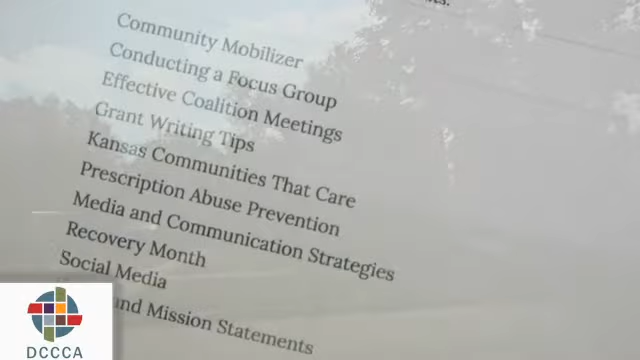 Community Mobilizer
Conducting a Focus Group
Effective Coalition Meetings
Grant Writing Tips
Kansas Communities That Care
Prescription Abuse Prevention
Media and Communication Strategies
Recovery Month
Social Media
and Mission Statements
DCCCA